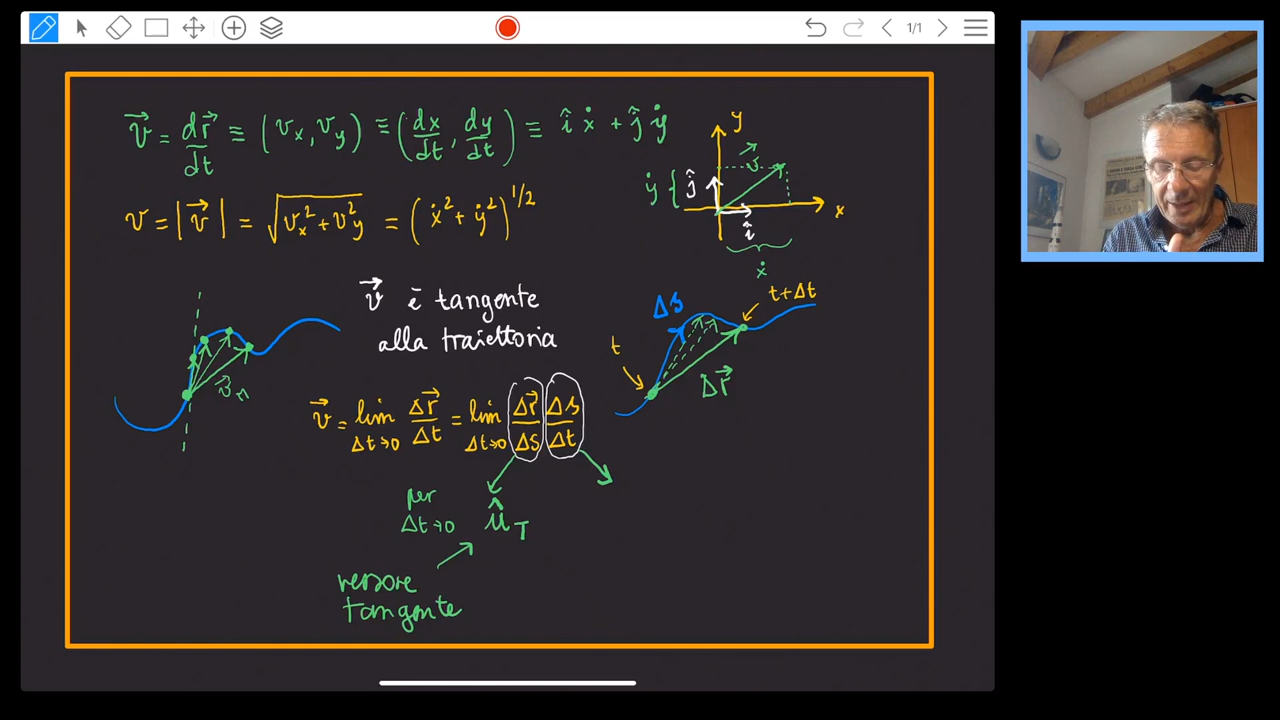 1/1
v⃗ = dr⃗/dt ≡ (vx, vy) ≡ (dx/dt, dy/dt) ≡ î ẋ + ĵ ẏ
v = |v⃗| = √(vx² + vy²) = (ẋ² + ẏ²)^1/2
y
v⃗
ẏ { ĵ
x
î
ẋ
v⃗ è tangente
alla traiettoria
Δs
t+Δt
t
Δr⃗
v⃗ = lim Δt→0 Δr⃗/Δt = lim Δt→0 Δr⃗/Δs Δs/Δt
per
Δt→0
û_T
versore
tangente